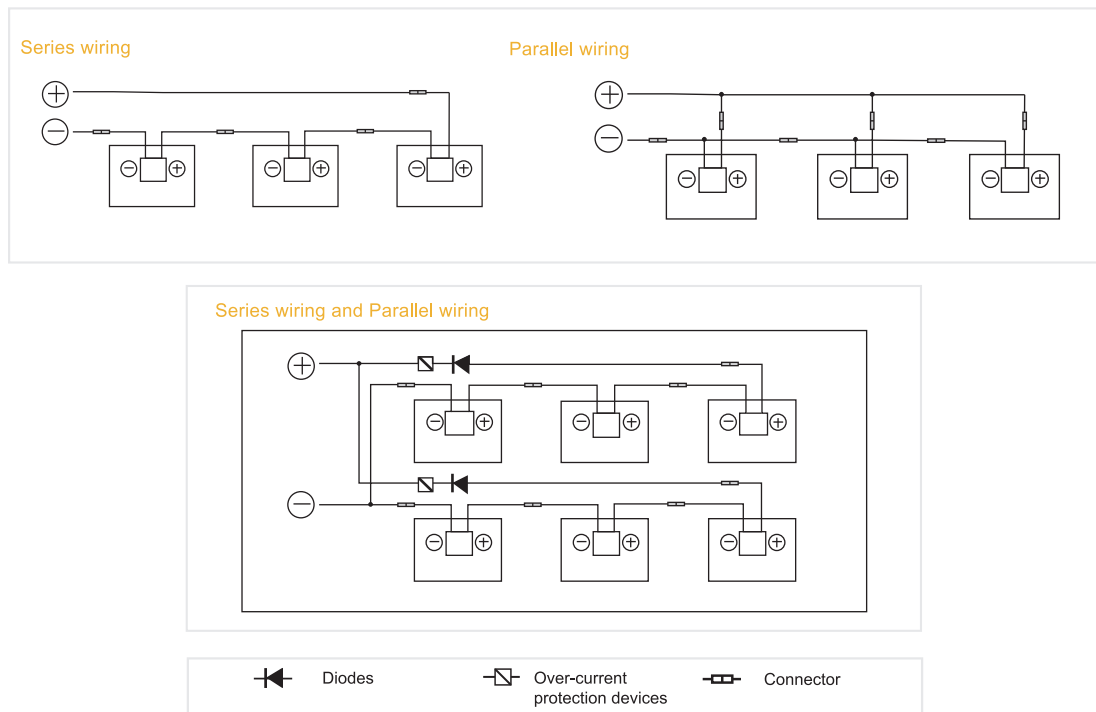 Series wiring
Parallel wiring
Series wiring and Parallel wiring
Diodes
Over-current
protection devices
Connector